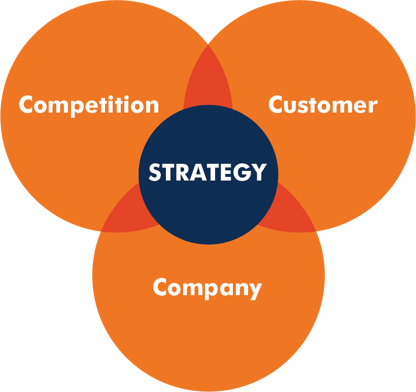 Competition
Customer
STRATEGY
Company